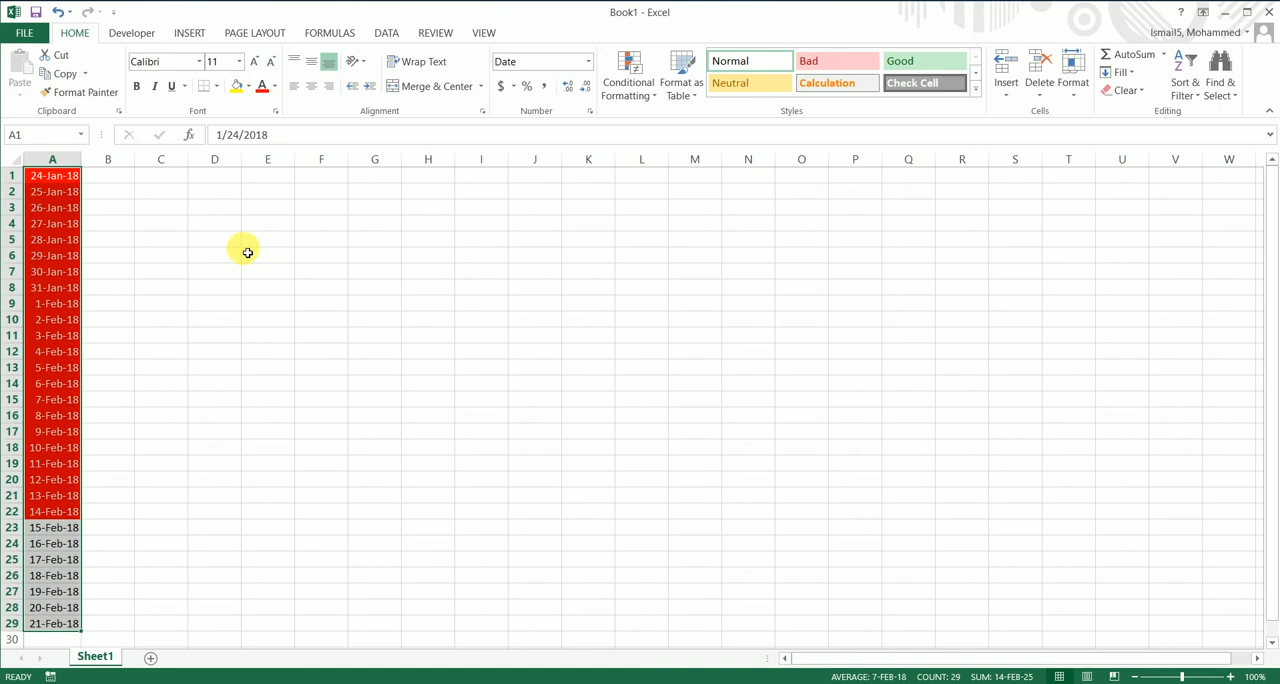 Book1 - Excel
?
FILE
HOME
Developer
INSERT
PAGE LAYOUT
FORMULAS
DATA
REVIEW
VIEW
Ismail5, Mohammed
Paste
Cut
Copy
Format Painter
Clipboard
Calibri
11
B I U
Font
Wrap Text
Merge & Center
Alignment
Date
$ % ,
Number
Conditional
Formatting
Format as
Table
Normal
Bad
Good
Neutral
Calculation
Check Cell
Styles
Insert
Delete
Format
Cells
AutoSum
Fill
Clear
Sort &
Filter
Find &
Select
Editing
A1
fx
1/24/2018
A B C D E F G H I J K L M N O P Q R S T U V W
1 24-Jan-18
2 25-Jan-18
3 26-Jan-18
4 27-Jan-18
5 28-Jan-18
6 29-Jan-18
7 30-Jan-18
8 31-Jan-18
9 1-Feb-18
10 2-Feb-18
11 3-Feb-18
12 4-Feb-18
13 5-Feb-18
14 6-Feb-18
15 7-Feb-18
16 8-Feb-18
17 9-Feb-18
18 10-Feb-18
19 11-Feb-18
20 12-Feb-18
21 13-Feb-18
22 14-Feb-18
23 15-Feb-18
24 16-Feb-18
25 17-Feb-18
26 18-Feb-18
27 19-Feb-18
28 20-Feb-18
29 21-Feb-18
30
Sheet1
READY
AVERAGE: 7-FEB-18 COUNT: 29 SUM: 14-FEB-25
100%